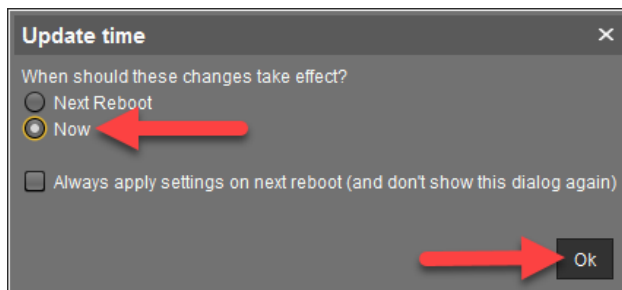 Update time
When should these changes take effect?
Next Reboot
Now
Always apply settings on next reboot (and don't show this dialog again)
Ok